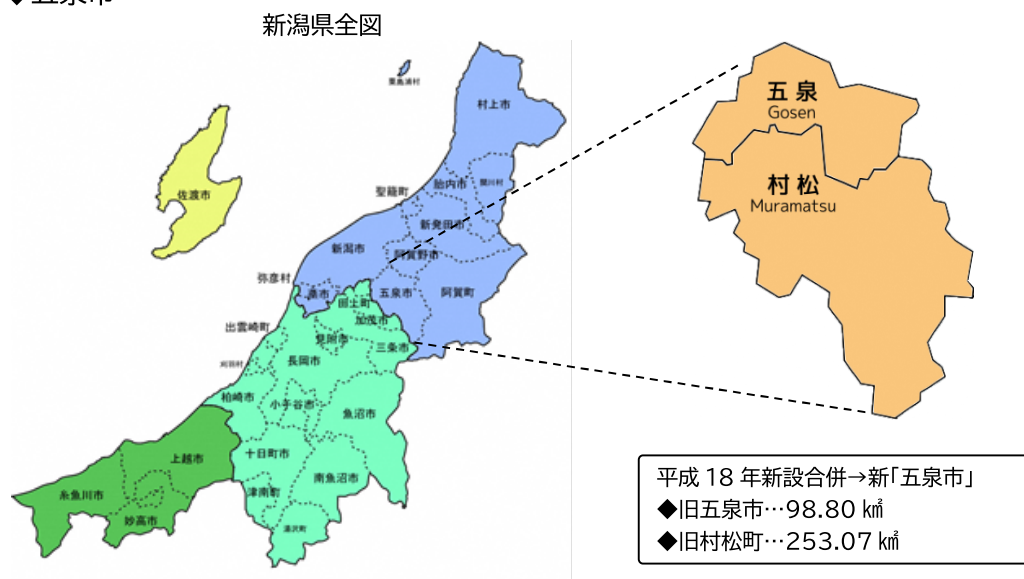 ◆五泉市
新潟県全図
粟島浦村
村上市
佐渡市
聖籠町
胎内市
関川村
新発田市
新潟市
阿賀野市
弥彦村
燕市
五泉市
阿賀町
田上町
加茂市
出雲崎町
見附市
三条市
刈羽村
長岡市
柏崎市
小千谷市
魚沼市
上越市
十日町市
南魚沼市
糸魚川市
津南町
妙高市
湯沢町
五泉
Gosen
村松
Muramatsu
平成 18 年新設合併→新「五泉市」
◆旧五泉市…98.80 ㎢
◆旧村松町…253.07 ㎢